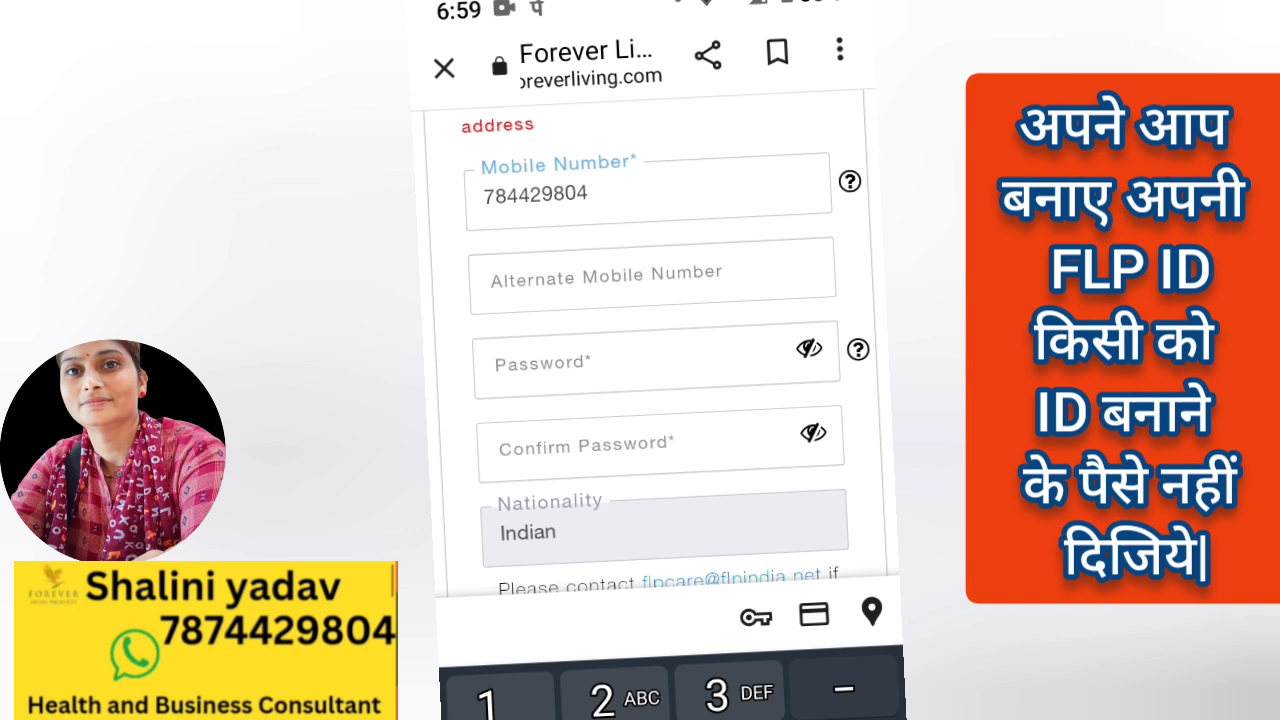 6:59
Forever Li...
oreverliving.com
address
Mobile Number*
784429804
Alternate Mobile Number
Password*
Confirm Password*
Nationality
Indian
Please contact flpcare@flpindia.net if
1
2 ABC
3 DEF
अपने आप
बनाए अपनी
FLP ID
किसी को
ID बनाने
के पैसे नहीं
दिजिये|
FOREVER
Shalini yadav
7874429804
Health and Business Consultant